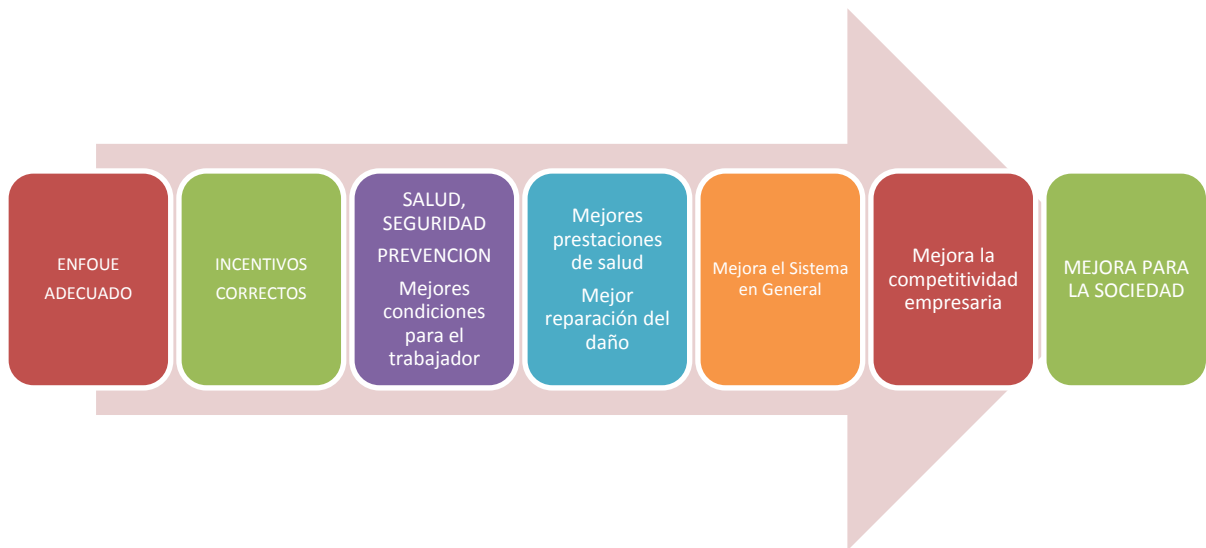 ENFOUE
ADECUADO
INCENTIVOS
CORRECTOS
SALUD,
SEGURIDAD
PREVENCION
Mejores
condiciones
para el
trabajador
Mejores
prestaciones
de salud
Mejor
reparación del
daño
Mejora el Sistema
en General
Mejora la
competitividad
empresaria
MEJORA PARA
LA SOCIEDAD